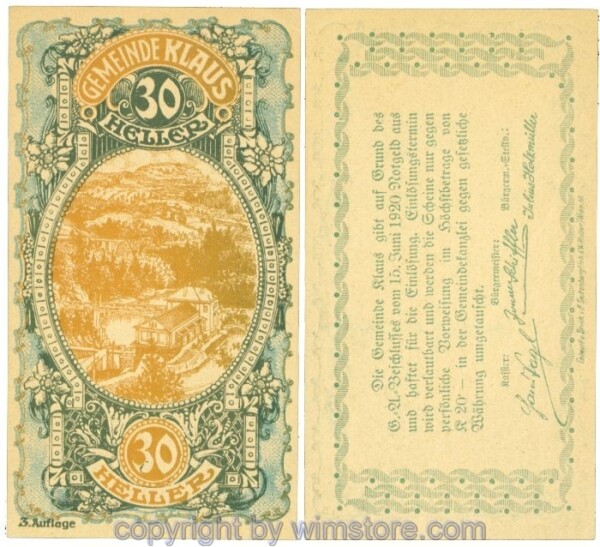 GEMEINDE KLAUS
30
HELLER
30
HELLER
3. Auflage
Die Gemeinde Klaus gibt auf Grund des
G.-A.-Beschlusses vom 15. Juni 1920 Notgeld aus
und haftet für die Einlösung. Einlösungstermin
wird verlautbart und werden die Scheine nur gegen
persönliche Vorweisung im Höchstbetrage von
K 20·– in der Gemeindekanzlei gegen gesetzliche
Währung umgetauscht.
Kassier: Bürgermeister: Bürgerm.-Stellv.:
copyright by wimstore.com